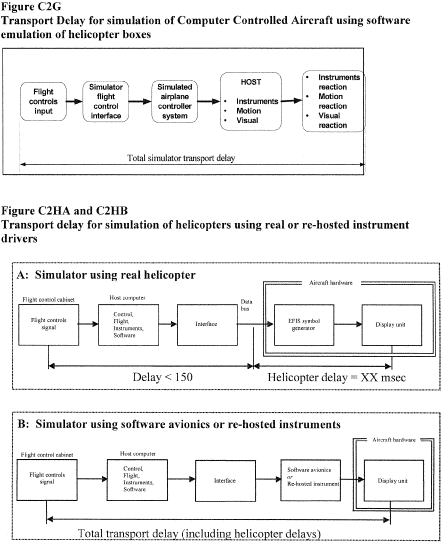 Figure C2G
Transport Delay for simulation of Computer Controlled Aircraft using software
emulation of helicopter boxes
Flight
controls
input
Simulator
flight
control
interface
Simulated
airplane
controller
system
HOST
• Instruments
• Motion
• Visual
• Instruments
reaction
• Motion
reaction
• Visual
reaction
Total simulator transport delay
Figure C2HA and C2HB
Transport delay for simulation of helicopters using real or re-hosted instrument
drivers
A: Simulator using real helicopter
Aircraft hardware
Flight control cabinet
Flight controls
signal
Host computer
Control,
Flight,
Instruments,
Software
Interface
Data
bus
EFIS symbol
generator
Display unit
Delay < 150
Helicopter delay = XX msec
B: Simulator using software avionics or re-hosted instruments
Aircraft hardware
Flight control cabinet
Flight controls
signal
Host computer
Control,
Flight,
Instruments,
Software
Interface
Software avionics
or
Re-hosted instrument
Display unit
Total transport delay (including helicopter delays)